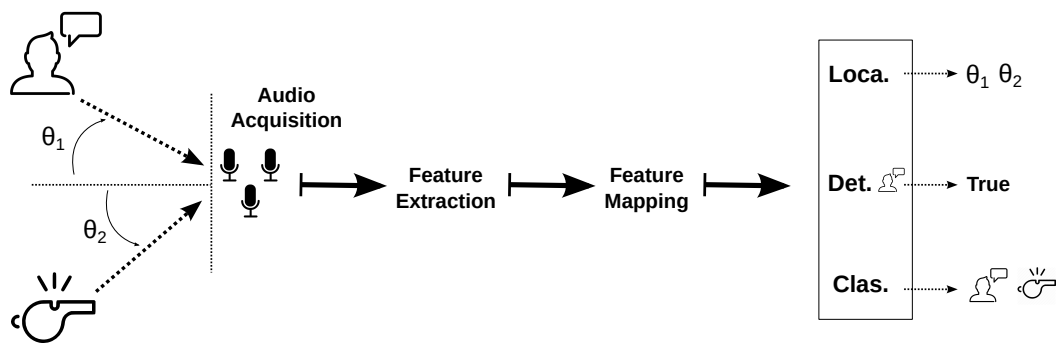 θ1
θ2
Audio
Acquisition
Feature
Extraction
Feature
Mapping
Loca.
θ1 θ2
Det.
True
Clas.